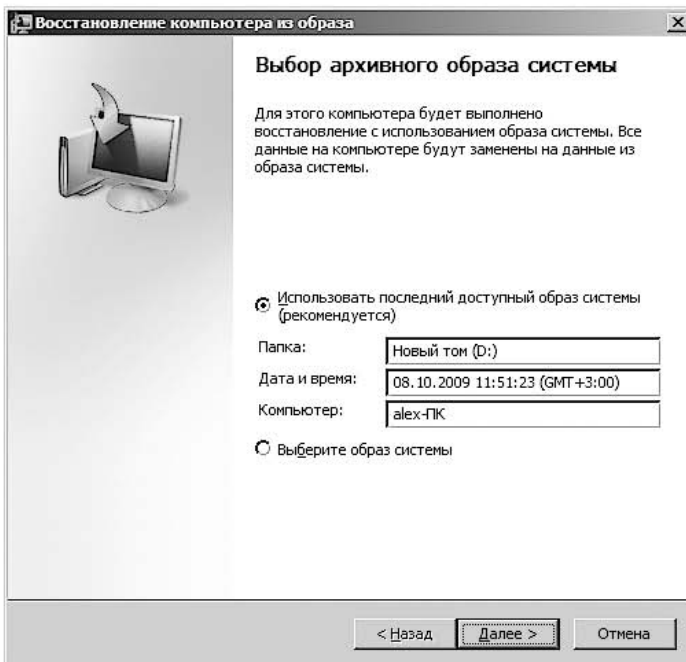 Восстановление компьютера из образа
Выбор архивного образа системы
Для этого компьютера будет выполнено
восстановление с использованием образа системы. Все
данные на компьютере будут заменены на данные из
образа системы.
Использовать последний доступный образ системы
(рекомендуется)
Папка: Новый том (D:)
Дата и время: 08.10.2009 11:51:23 (GMT+3:00)
Компьютер: alex-ПК
Выберите образ системы
< Назад Далее > Отмена